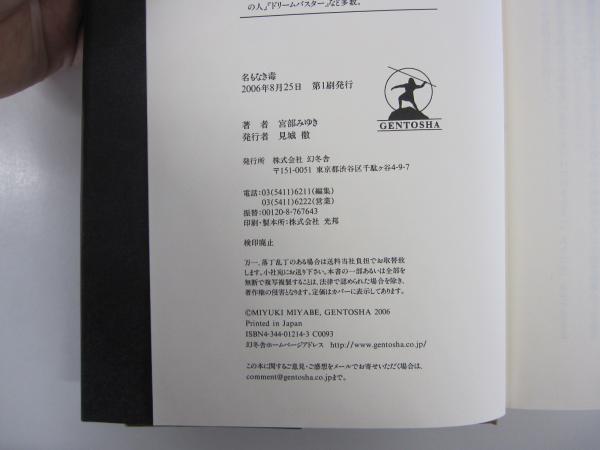 の人』『ドリームバスター』など多数。
名もなき毒
2006年8月25日　第1刷発行
著　者　宮部みゆき
発行者　見城 徹
GENTOSHA
発行所　株式会社 幻冬舎
〒151-0051 東京都渋谷区千駄ヶ谷4-9-7
電話：03(5411)6211(編集)
03(5411)6222(営業)
振替：00120-8-767643
印刷・製本所：株式会社 光邦
検印廃止
万一、落丁乱丁のある場合は送料当社負担でお取替致
します。小社宛にお送り下さい。本書の一部あるいは全部を
無断で複写複製することは、法律で認められた場合を除き、
著作権の侵害となります。定価はカバーに表示してあります。
©MIYUKI MIYABE, GENTOSHA 2006
Printed in Japan
ISBN4-344-01214-3 C0093
幻冬舎ホームページアドレス　http://www.gentosha.co.jp/
この本に関するご意見・ご感想をメールでお寄せいただく場合は、
comment@gentosha.co.jpまで。